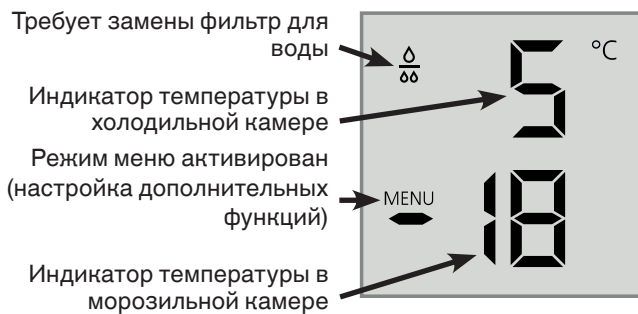 Требует замены фильтр для
воды
Индикатор температуры в
холодильной камере
Режим меню активирован
(настройка дополнительных
функций)
Индикатор температуры в
морозильной камере
5 °C
MENU
18